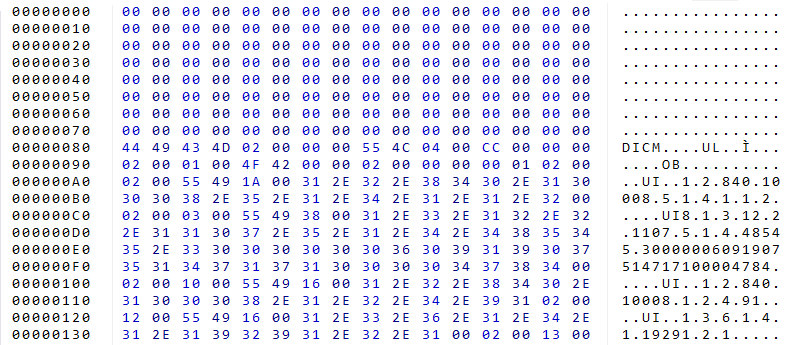 00000000 00 00 00 00 00 00 00 00 00 00 00 00 00 00 00 00 ................
00000010 00 00 00 00 00 00 00 00 00 00 00 00 00 00 00 00 ................
00000020 00 00 00 00 00 00 00 00 00 00 00 00 00 00 00 00 ................
00000030 00 00 00 00 00 00 00 00 00 00 00 00 00 00 00 00 ................
00000040 00 00 00 00 00 00 00 00 00 00 00 00 00 00 00 00 ................
00000050 00 00 00 00 00 00 00 00 00 00 00 00 00 00 00 00 ................
00000060 00 00 00 00 00 00 00 00 00 00 00 00 00 00 00 00 ................
00000070 00 00 00 00 00 00 00 00 00 00 00 00 00 00 00 00 ................
00000080 44 49 43 4D 02 00 00 00 55 4C 04 00 CC 00 00 00 DICM....UL..Ì...
00000090 02 00 01 00 4F 42 00 00 02 00 00 00 00 01 02 00 ....OB..........
000000A0 02 00 55 49 1A 00 31 2E 32 2E 38 34 30 2E 31 30 ..UI..1.2.840.10
000000B0 30 30 38 2E 35 2E 31 2E 34 2E 31 2E 31 2E 32 00 008.5.1.4.1.1.2.
000000C0 02 00 03 00 55 49 38 00 31 2E 33 2E 31 32 2E 32 ....UI8.1.3.12.2
000000D0 2E 31 31 30 37 2E 35 2E 31 2E 34 2E 34 38 35 34 .1107.5.1.4.4854
000000E0 35 2E 33 30 30 30 30 30 30 36 30 39 31 39 30 37 5.30000006091907
000000F0 35 31 34 37 31 37 31 30 30 30 30 34 37 38 34 00 514717100004784.
00000100 02 00 10 00 55 49 16 00 31 2E 32 2E 38 34 30 2E ....UI..1.2.840.
00000110 31 30 30 30 38 2E 31 2E 32 2E 34 2E 39 31 02 00 10008.1.2.4.91..
00000120 12 00 55 49 16 00 31 2E 33 2E 36 2E 31 2E 34 2E ..UI..1.3.6.1.4.
00000130 31 2E 31 39 32 39 31 2E 32 2E 31 00 02 00 13 00 1.19291.2.1.....